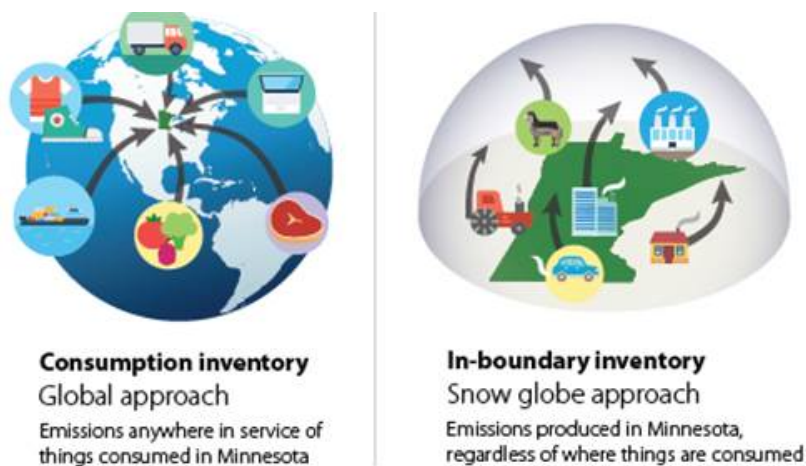 Consumption inventory
Global approach
Emissions anywhere in service of
things consumed in Minnesota
In-boundary inventory
Snow globe approach
Emissions produced in Minnesota,
regardless of where things are consumed